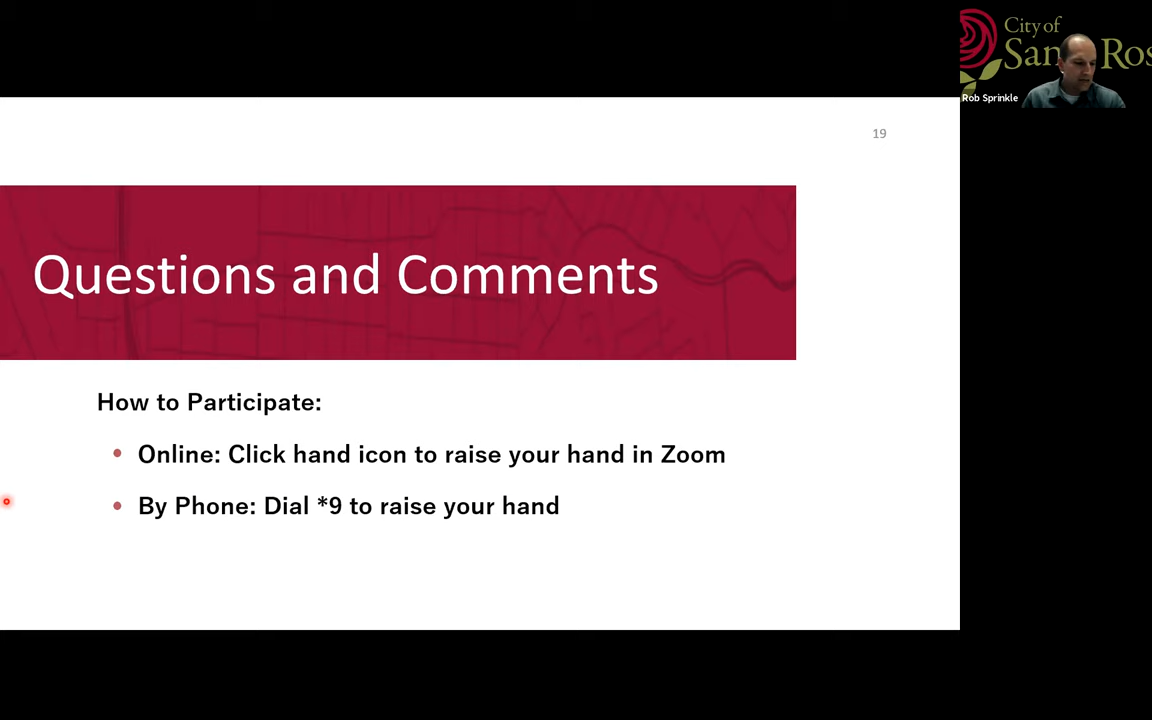 City of
San Ros
Rob Sprinkle
19
Questions and Comments
How to Participate:
• Online: Click hand icon to raise your hand in Zoom
• By Phone: Dial *9 to raise your hand